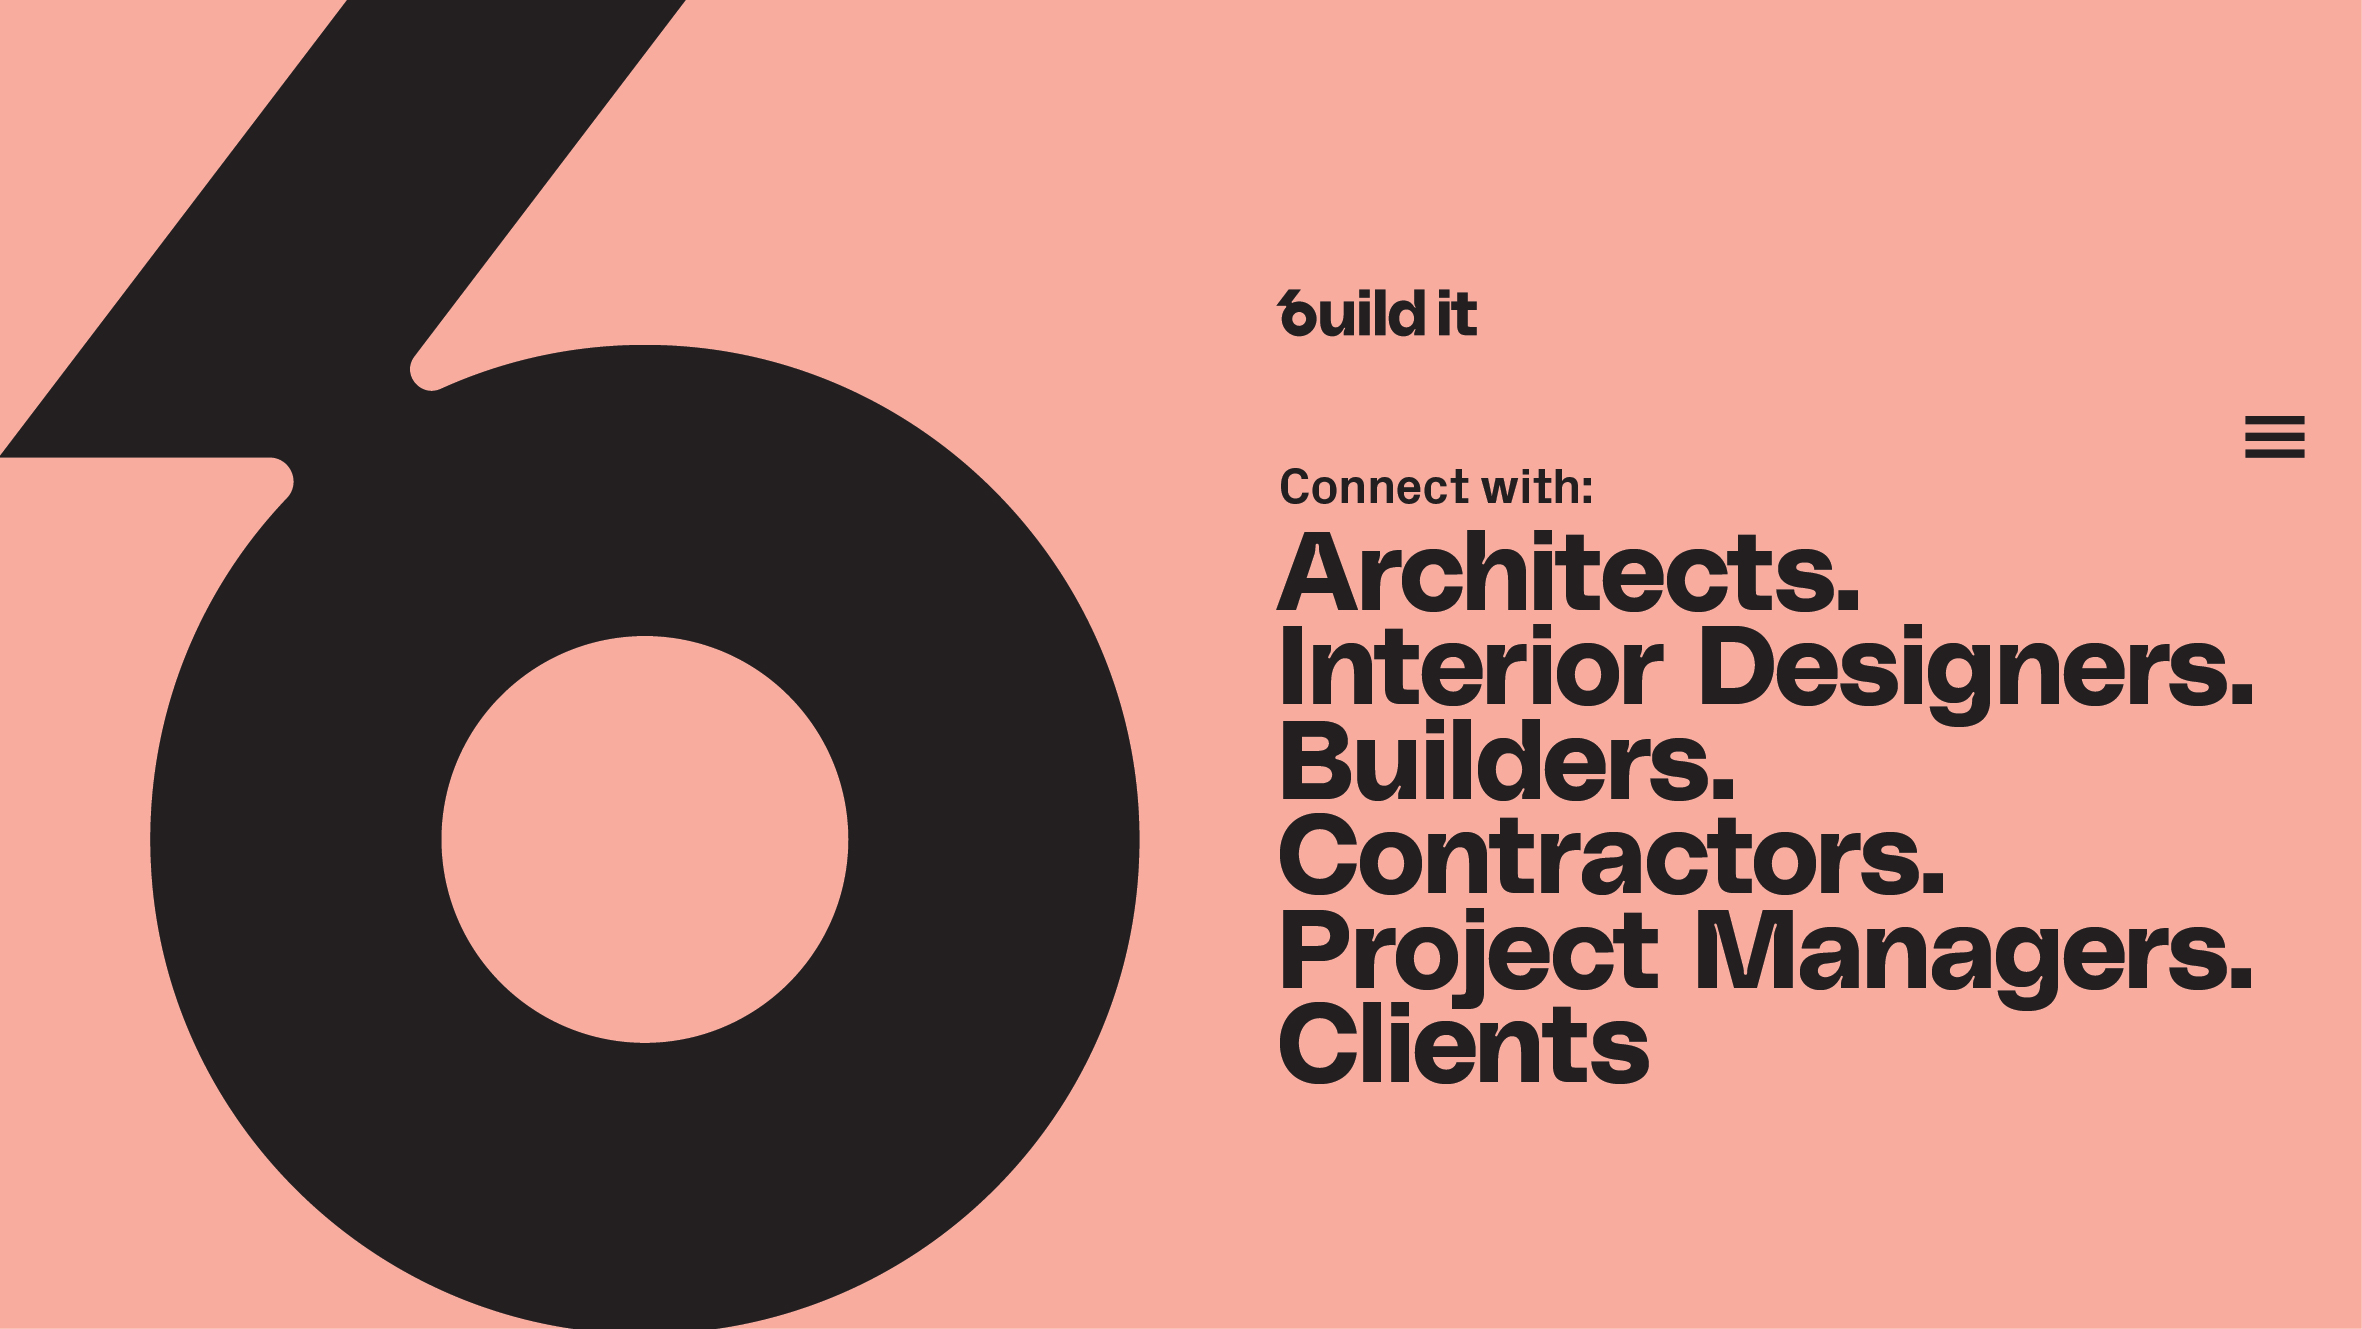 build it
Connect with:
Architects.
Interior Designers.
Builders.
Contractors.
Project Managers.
Clients